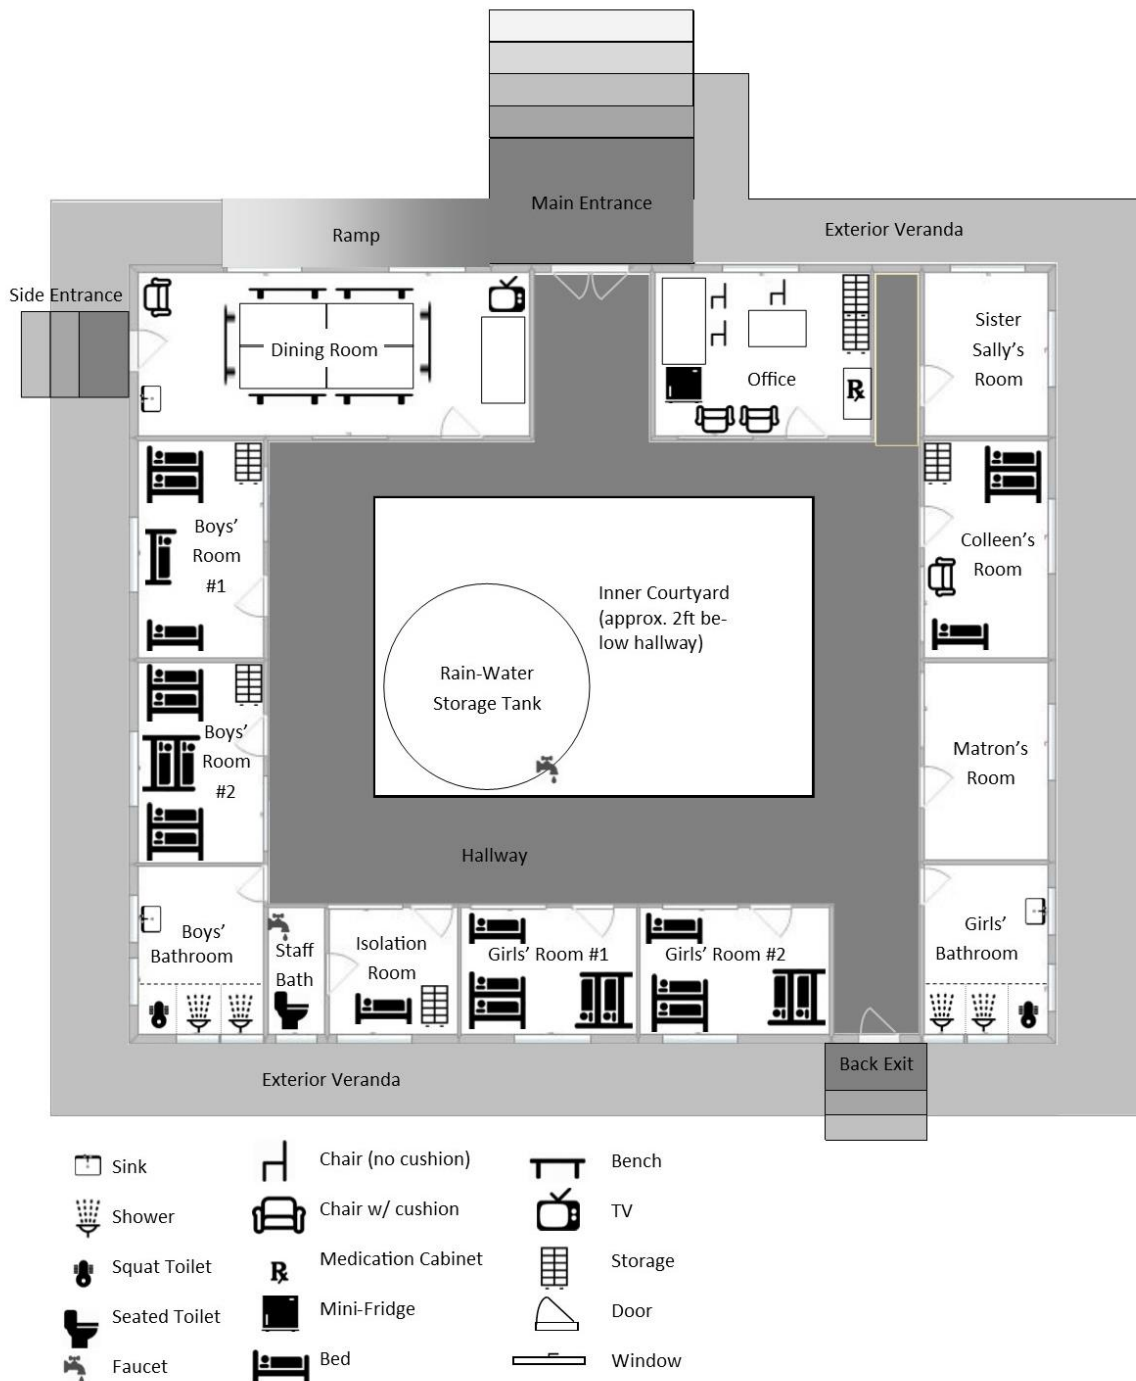 Main Entrance
Ramp
Exterior Veranda
Side Entrance
Dining Room
Office
℞
Sister
Sally's
Room
Boys'
Room
#1
Colleen's
Room
Inner Courtyard
(approx. 2ft be-
low hallway)
Rain-Water
Storage Tank
Boys'
Room
#2
Matron's
Room
Hallway
Boys'
Bathroom
Staff
Bath
Isolation
Room
Girls' Room #1
Girls' Room #2
Girls'
Bathroom
Exterior Veranda
Back Exit
Sink
Shower
Squat Toilet
Seated Toilet
Faucet
Chair (no cushion)
Chair w/ cushion
℞ Medication Cabinet
Mini-Fridge
Bed
Bench
TV
Storage
Door
Window